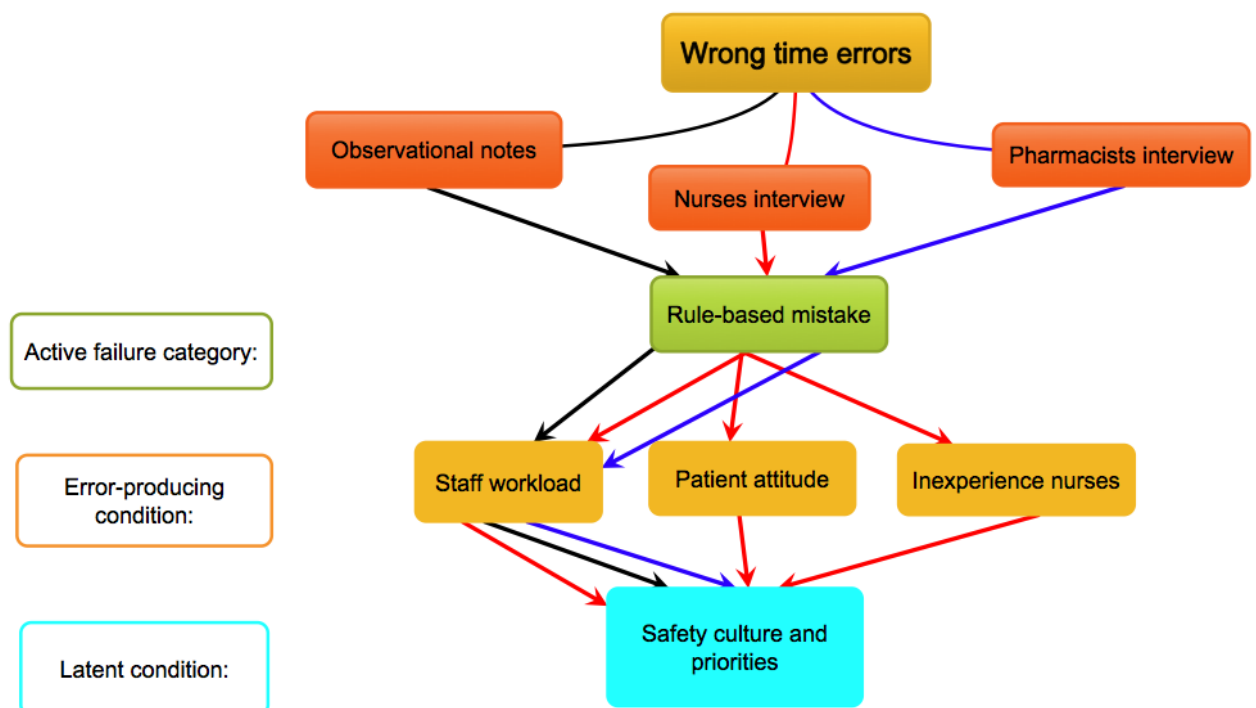 Wrong time errors
Observational notes
Pharmacists interview
Nurses interview
Rule-based mistake
Active failure category:
Error-producing
condition:
Staff workload
Patient attitude
Inexperience nurses
Latent condition:
Safety culture and
priorities